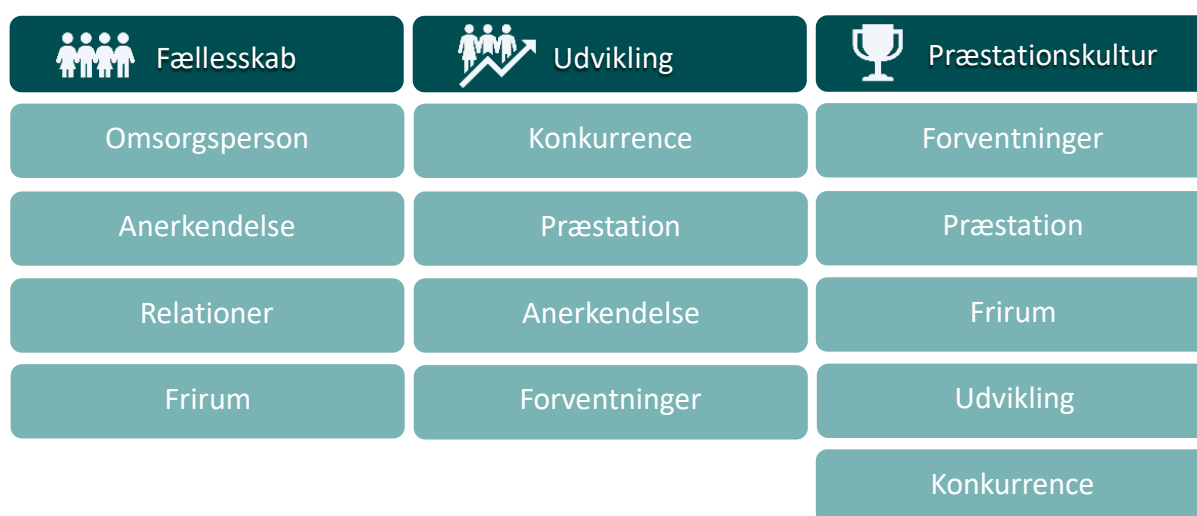 Fællesskab
Omsorgsperson
Anerkendelse
Relationer
Frirum
Udvikling
Konkurrence
Præstation
Anerkendelse
Forventninger
Præstationskultur
Forventninger
Præstation
Frirum
Udvikling
Konkurrence